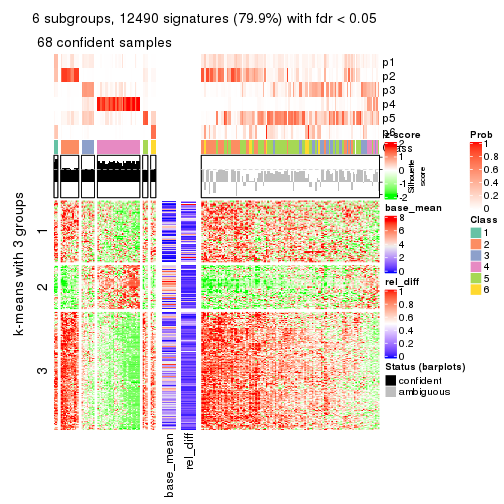 6 subgroups, 12490 signatures (79.9%) with fdr < 0.05
68 confident samples
p1
p2
p3
p4
p5
p6
z-score
2
1
0
-1
-2
Silhouette
score
base_mean
8
6
4
2
0
rel_diff
1
0.8
0.6
0.4
0.2
0
Status (barplots)
confident
ambiguous
Prob
1
0.8
0.6
0.4
0.2
0
Class
1
2
3
4
5
6
k-means with 3 groups
1
2
3
base_mean
rel_diff